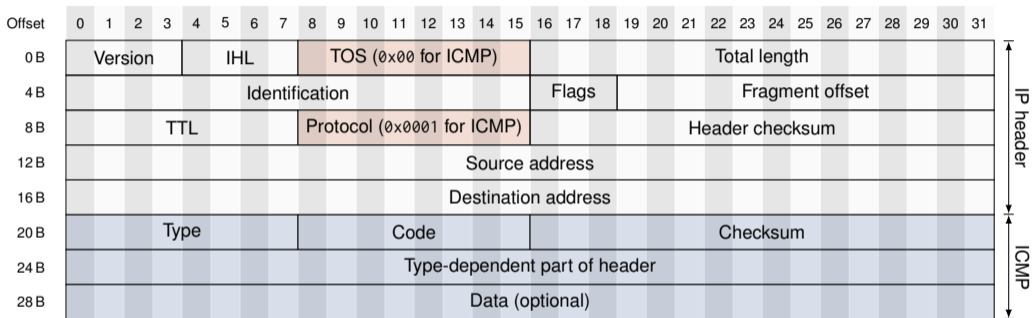 Offset 0 1 2 3 4 5 6 7 8 9 10 11 12 13 14 15 16 17 18 19 20 21 22 23 24 25 26 27 28 29 30 31
0 B Version IHL TOS (0x00 for ICMP) Total length
4 B Identification Flags Fragment offset
8 B TTL Protocol (0x0001 for ICMP) Header checksum
12 B Source address
16 B Destination address
IP header
20 B Type Code Checksum
24 B Type-dependent part of header
28 B Data (optional)
ICMP